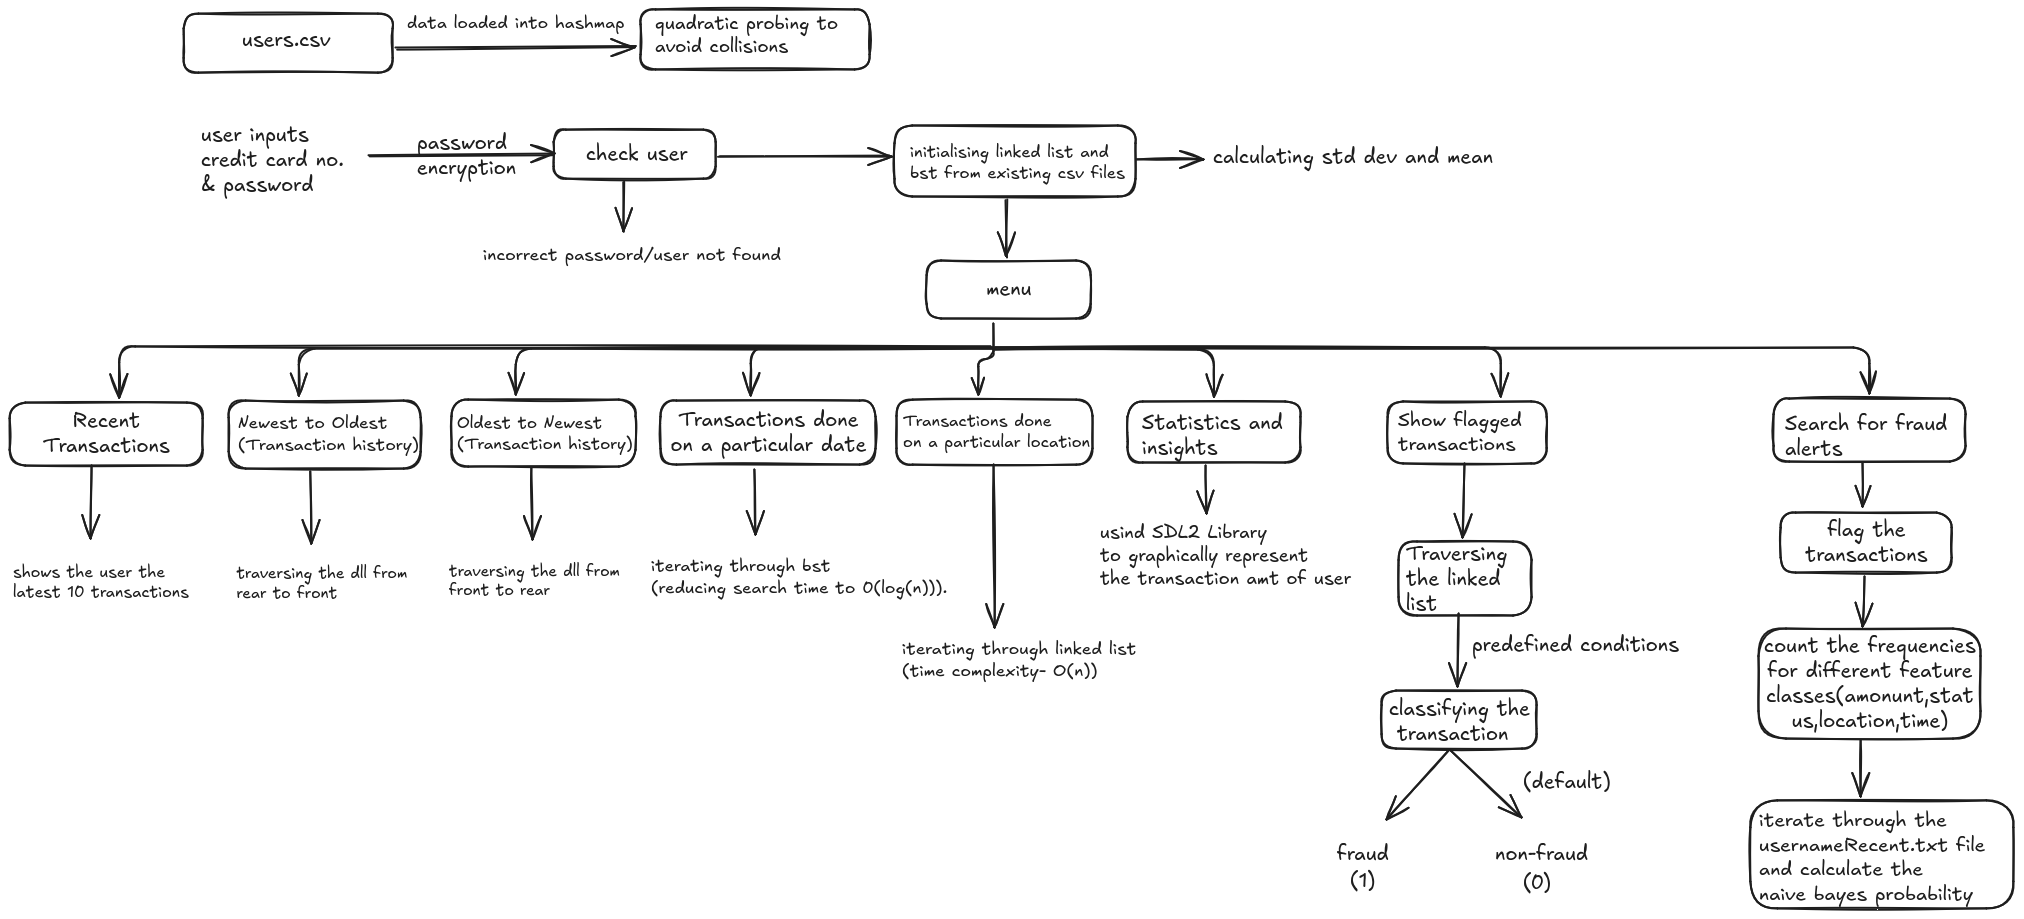 users.csv
data loaded into hashmap
quadratic probing to
avoid collisions
user inputs
credit card no.
& password
password
encryption
check user
incorrect password/user not found
initialising linked list and
bst from existing csv files
calculating std dev and mean
menu
Recent
Transactions
shows the user the
latest 10 transactions
Newest to Oldest
(Transaction history)
traversing the dll from
rear to front
Oldest to Newest
(Transaction history)
traversing the dll from
front to rear
Transactions done
on a particular date
iterating through bst
(reducing search time to O(log(n))).
Transactions done
on a particular location
iterating through linked list
(time complexity- O(n))
Statistics and
insights
usind SDL2 Library
to graphically represent
the transaction amt of user
Show flagged
transactions
Traversing
the linked
list
predefined conditions
classifying the
transaction
(default)
fraud
(1)
non-fraud
(0)
Search for fraud
alerts
flag the
transactions
count the frequencies
for different feature
classes(amonunt,stat
us,location,time)
iterate through the
usernameRecent.txt file
and calculate the
naive bayes probability